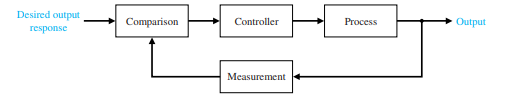 Desired output
response
Comparison
Controller
Process
Output
Measurement